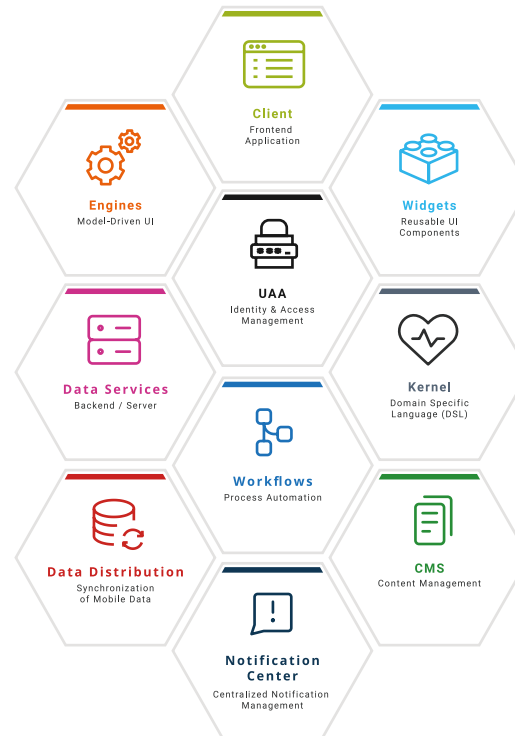 Client
Frontend
Application
Engines
Model-Driven UI
Widgets
Reusable UI
Components
UAA
Identity & Access
Management
Data Services
Backend / Server
Kernel
Domain Specific
Language (DSL)
Workflows
Process Automation
Data Distribution
Synchronization
of Mobile Data
CMS
Content Management
Notification
Center
Centralized Notification
Management